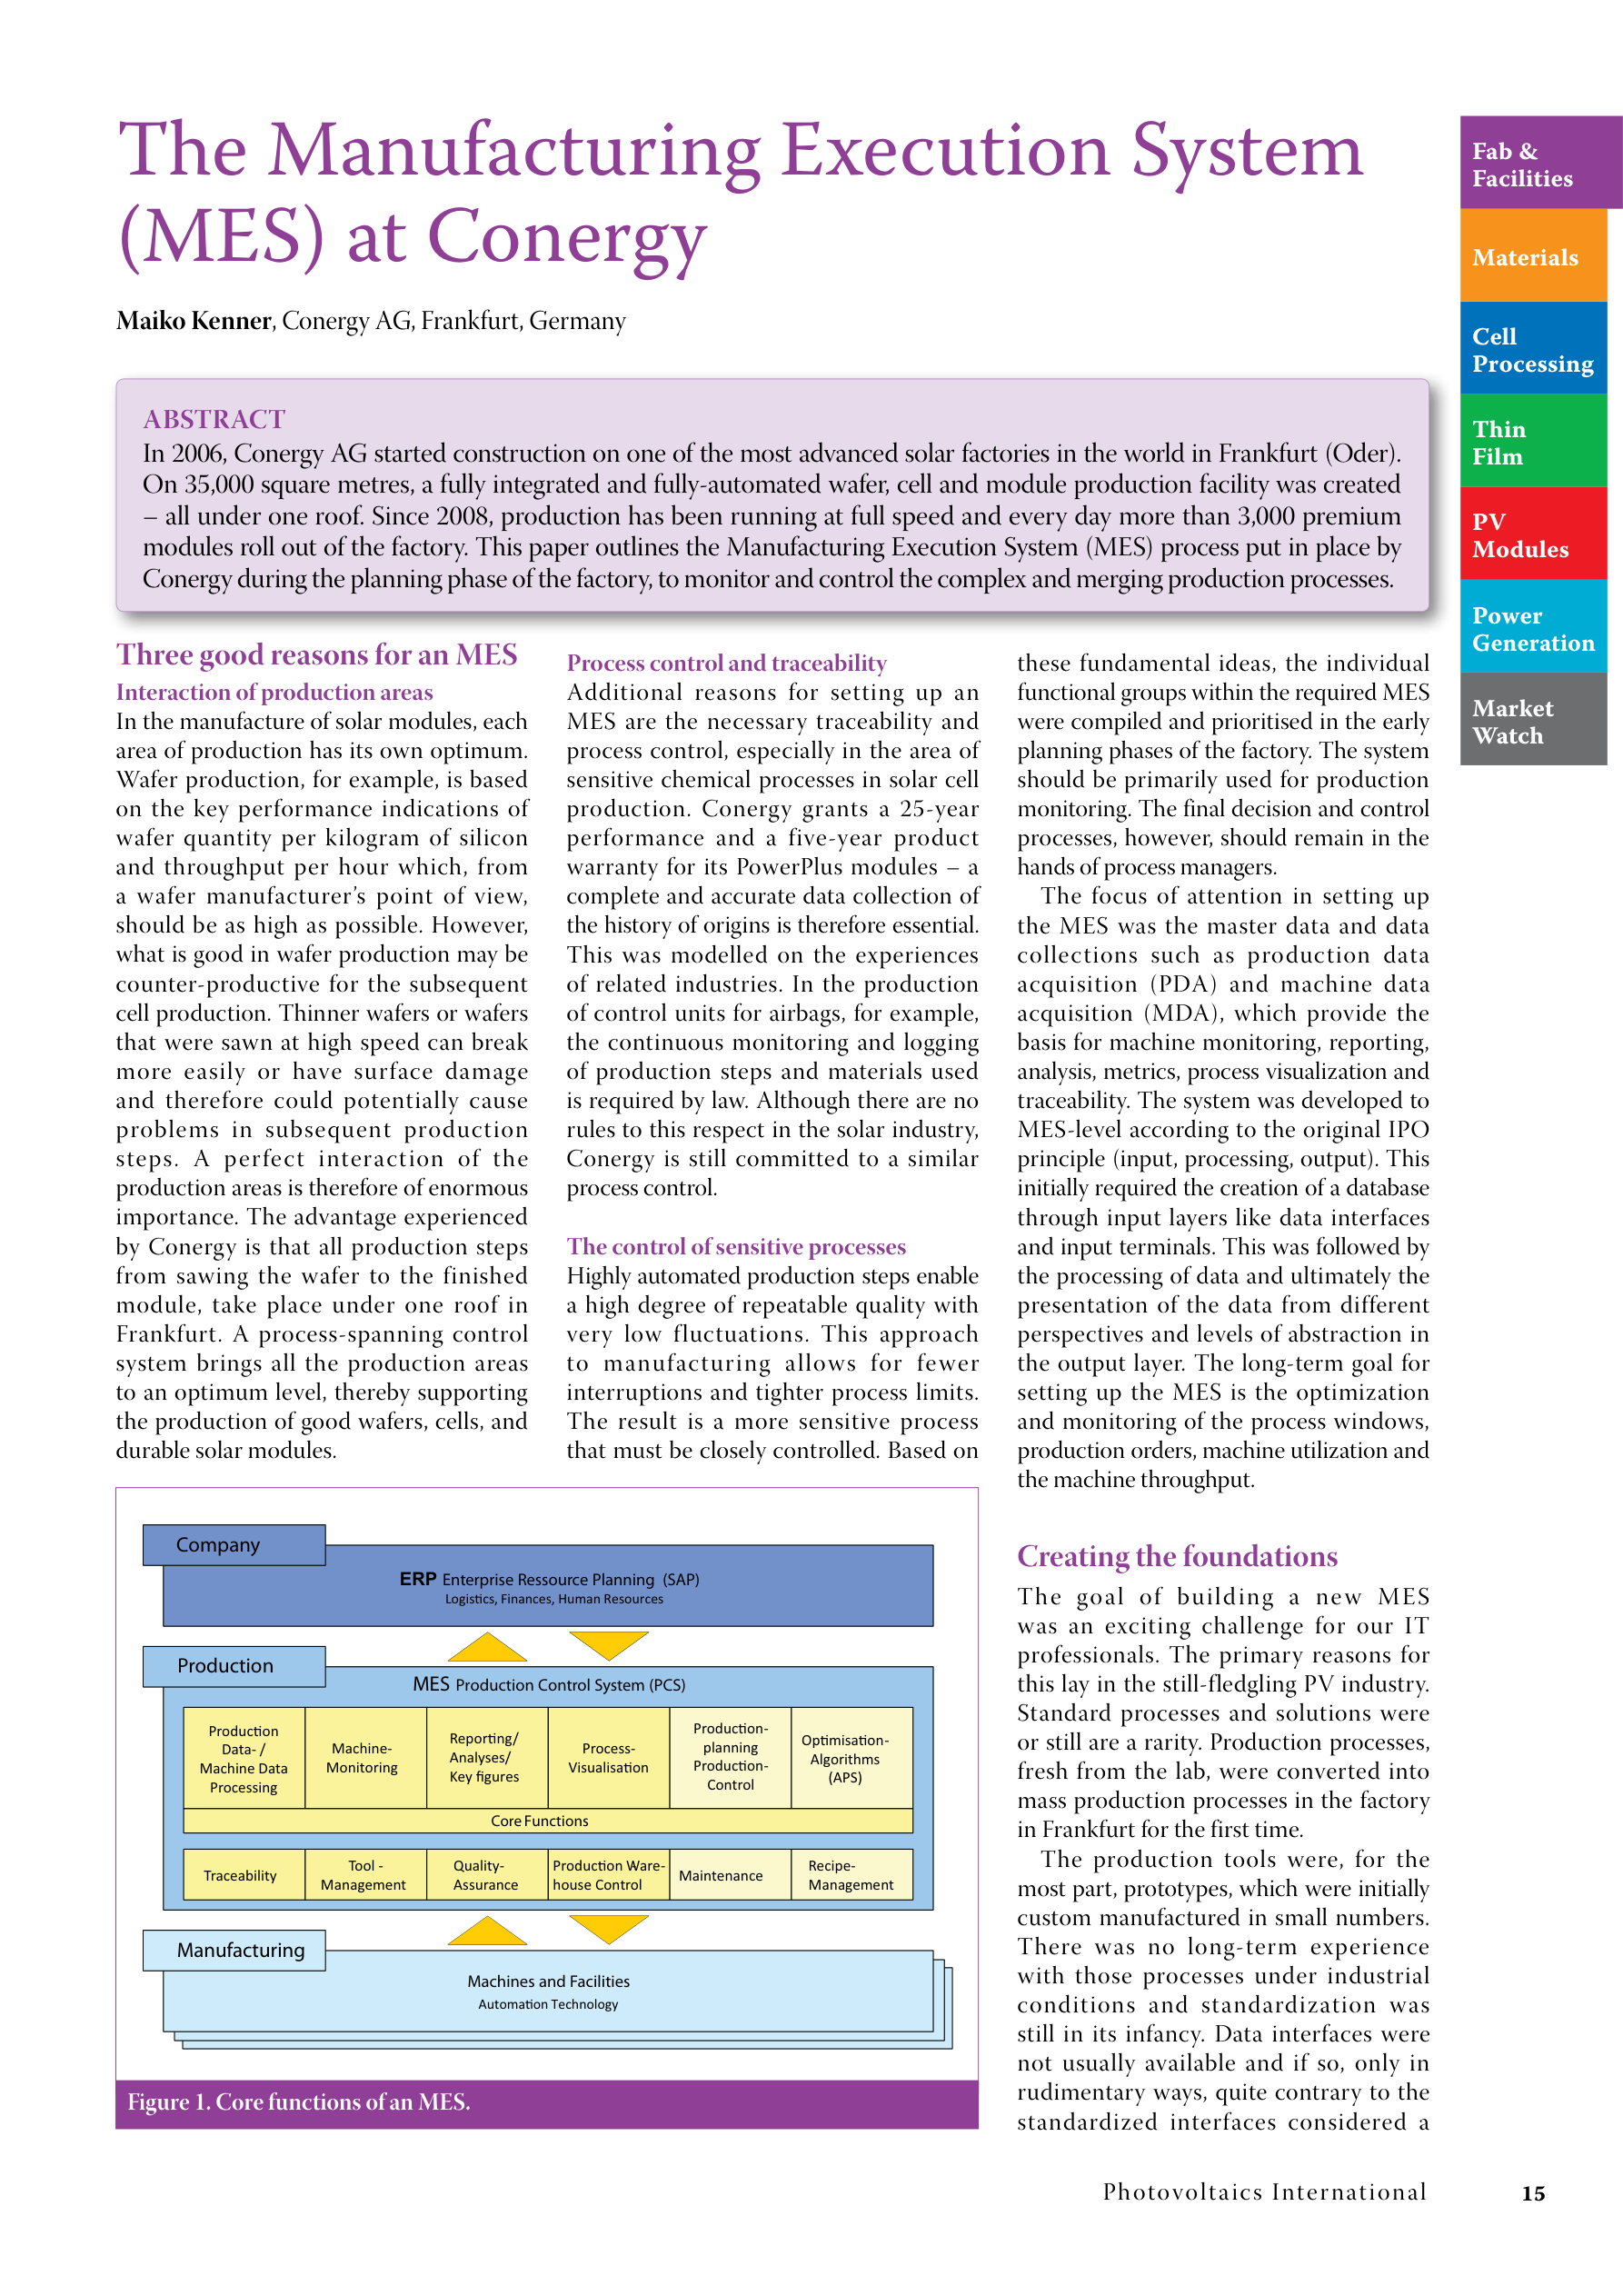 The Manufacturing Execution System
(MES) at Conergy
Maiko Kenner, Conergy AG, Frankfurt, Germany
ABSTRACT
In 2006, Conergy AG started construction on one of the most advanced solar factories in the world in Frankfurt (Oder).
On 35,000 square metres, a fully integrated and fully-automated wafer, cell and module production facility was created
– all under one roof. Since 2008, production has been running at full speed and every day more than 3,000 premium
modules roll out of the factory. This paper outlines the Manufacturing Execution System (MES) process put in place by
Conergy during the planning phase of the factory, to monitor and control the complex and merging production processes.
Three good reasons for an MES
Interaction of production areas
In the manufacture of solar modules, each
area of production has its own optimum.
Wafer production, for example, is based
on the key performance indications of
wafer quantity per kilogram of silicon
and throughput per hour which, from
a wafer manufacturer's point of view,
should be as high as possible. However,
what is good in wafer production may be
counter-productive for the subsequent
cell production. Thinner wafers or wafers
that were sawn at high speed can break
more easily or have surface damage
and therefore could potentially cause
problems in subsequent production
steps. A perfect interaction of the
production areas is therefore of enormous
importance. The advantage experienced
by Conergy is that all production steps
from sawing the wafer to the finished
module, take place under one roof in
Frankfurt. A process-spanning control
system brings all the production areas
to an optimum level, thereby supporting
the production of good wafers, cells, and
durable solar modules.
Process control and traceability
Additional reasons for setting up an
MES are the necessary traceability and
process control, especially in the area of
sensitive chemical processes in solar cell
production. Conergy grants a 25-year
performance and a five-year product
warranty for its PowerPlus modules – a
complete and accurate data collection of
the history of origins is therefore essential.
This was modelled on the experiences
of related industries. In the production
of control units for airbags, for example,
the continuous monitoring and logging
of production steps and materials used
is required by law. Although there are no
rules to this respect in the solar industry,
Conergy is still committed to a similar
process control.
The control of sensitive processes
Highly automated production steps enable
a high degree of repeatable quality with
very low fluctuations. This approach
to manufacturing allows for fewer
interruptions and tighter process limits.
The result is a more sensitive process
that must be closely controlled. Based on
these fundamental ideas, the individual
functional groups within the required MES
were compiled and prioritised in the early
planning phases of the factory. The system
should be primarily used for production
monitoring. The final decision and control
processes, however, should remain in the
hands of process managers.
The focus of attention in setting up
the MES was the master data and data
collections such as production data
acquisition (PDA) and machine data
acquisition (MDA), which provide the
basis for machine monitoring, reporting,
analysis, metrics, process visualization and
traceability. The system was developed to
MES-level according to the original IPO
principle (input, processing, output). This
initially required the creation of a database
through input layers like data interfaces
and input terminals. This was followed by
the processing of data and ultimately the
presentation of the data from different
perspectives and levels of abstraction in
the output layer. The long-term goal for
setting up the MES is the optimization
and monitoring of the process windows,
production orders, machine utilization and
the machine throughput.
Creating the foundations
The goal of building a new MES
was an exciting challenge for our IT
professionals. The primary reasons for
this lay in the still-fledgling PV industry.
Standard processes and solutions were
or still are a rarity. Production processes,
fresh from the lab, were converted into
mass production processes in the factory
in Frankfurt for the first time.
The production tools were, for the
most part, prototypes, which were initially
custom manufactured in small numbers.
There was no long-term experience
with those processes under industrial
conditions and standardization was
still in its infancy. Data interfaces were
not usually available and if so, only in
rudimentary ways, quite contrary to the
standardized interfaces considered a
Company
ERP Enterprise Ressource Planning (SAP)
Logistics, Finances, Human Resources
Production
MES Production Control System (PCS)
Production
Data- /
Machine Data
Processing
Machine-
Monitoring
Reporting/
Analyses/
Key figures
Process-
Visualisation
Production-
planning
Production-
Control
Optimisation-
Algorithms
(APS)
Core Functions
Traceability
Tool -
Management
Quality-
Assurance
Production Ware-
house Control
Maintenance
Recipe-
Management
Manufacturing
Machines and Facilities
Automation Technology
Figure 1. Core functions of an MES.
Fab &
Facilities
Materials
Cell
Processing
Thin
Film
PV
Modules
Power
Generation
Market
Watch
Photovoltaics International
15